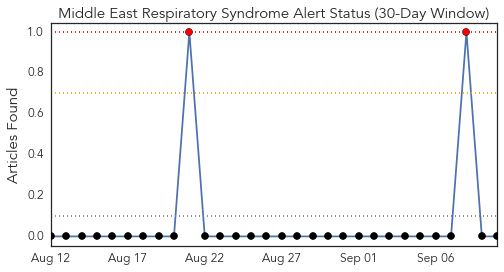 Middle East Respiratory Syndrome Alert Status (30-Day Window)
Articles Found
1.0
0.8
0.6
0.4
0.2
0.0
Aug 12 Aug 17 Aug 22 Aug 27 Sep 01 Sep 06